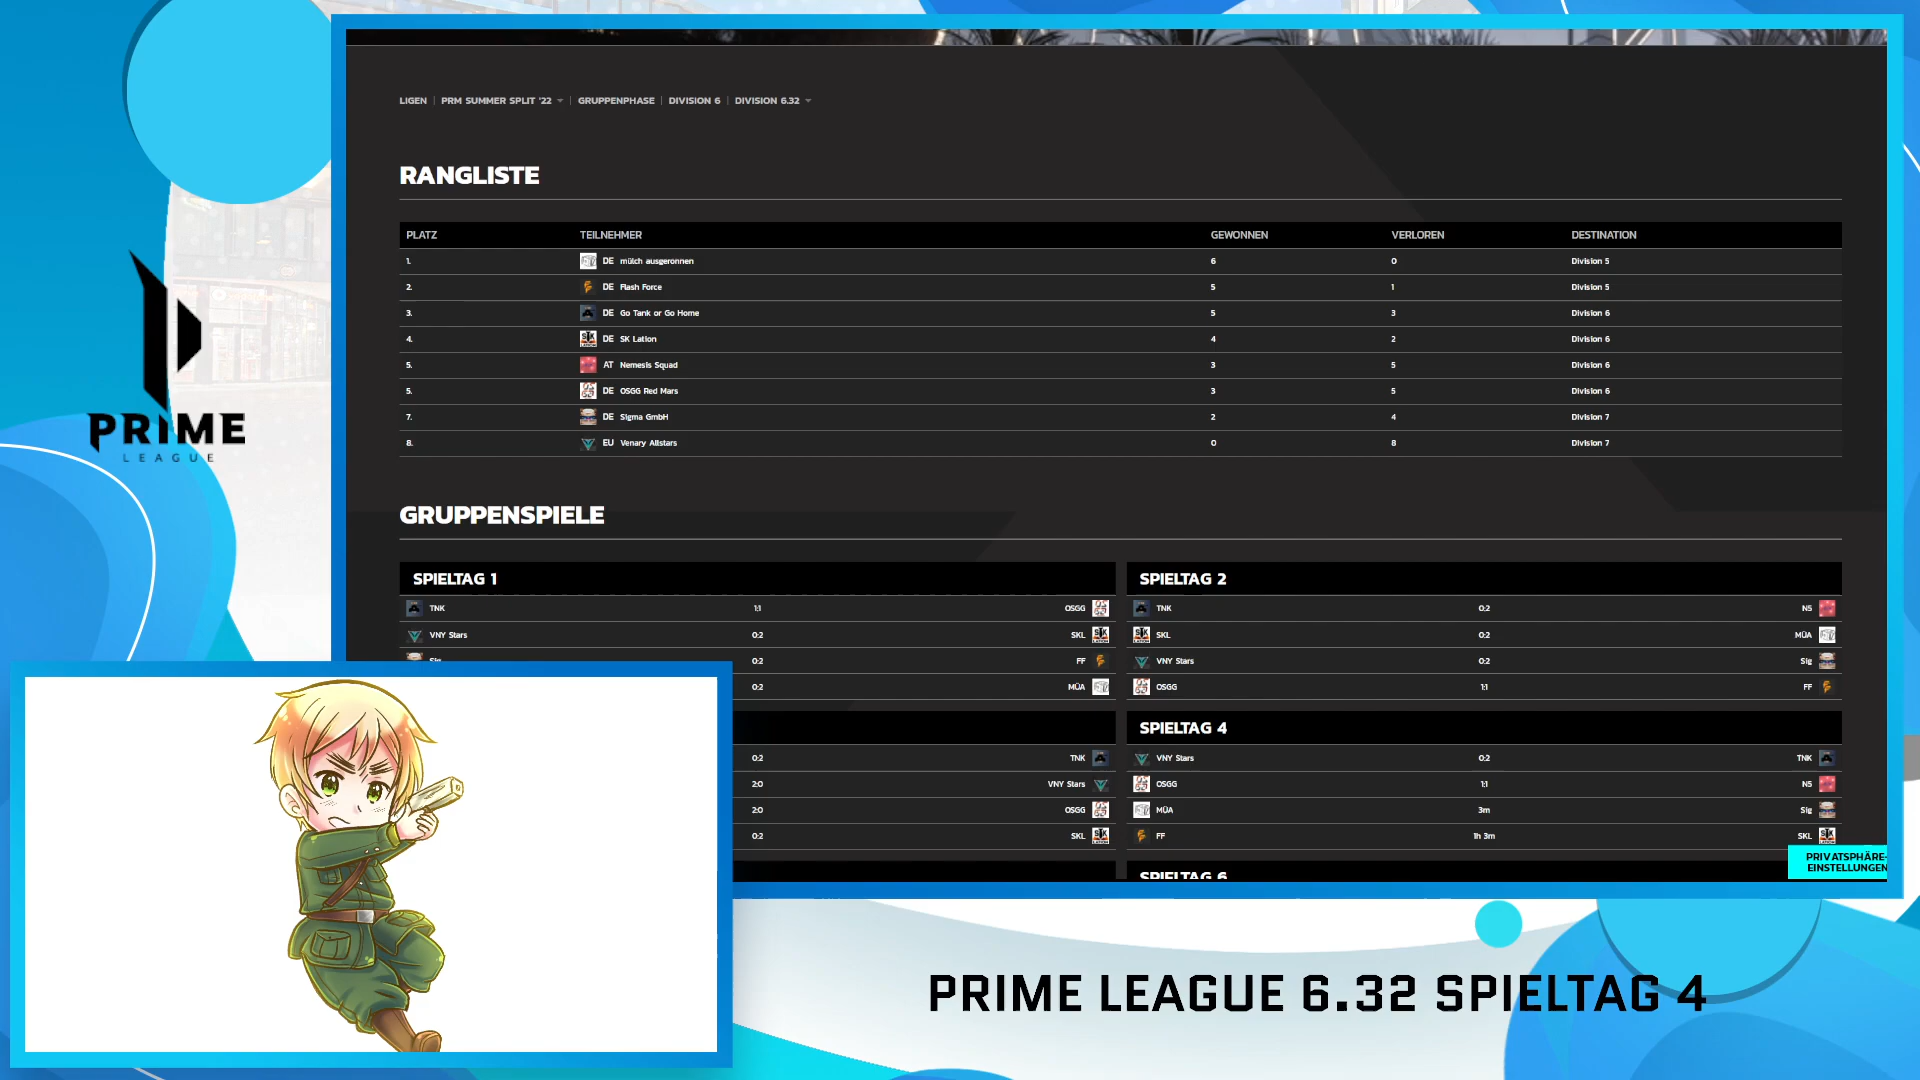 LIGEN | PRM SUMMER SPLIT '22 | GRUPPENPHASE | DIVISION 6 | DIVISION 6.32
RANGLISTE
PLATZ TEILNEHMER GEWONNEN VERLOREN DESTINATION
1. DE mülch ausgeronnen 6 0 Division 5
2. DE Flash Force 5 1 Division 5
3. DE Go Tank or Go Home 5 3 Division 6
4. DE SK Lation 4 2 Division 6
5. AT Nemesis Squad 3 5 Division 6
5. DE OSGG Red Mars 3 5 Division 6
7. DE Sigma GmbH 2 4 Division 7
8. EU Venary Allstars 0 8 Division 7
PRIME
LEAGUE
GRUPPENSPIELE
SPIELTAG 1
TNK 1:1 OSGG
VNY Stars 0:2 SKL
Sig 0:2 FF
0:2 MÜA
SPIELTAG 2
TNK 0:2 NS
SKL 0:2 MÜA
VNY Stars 0:2 Sig
OSGG 1:1 FF
0:2 TNK
2:0 VNY Stars
2:0 OSGG
0:2 SKL
SPIELTAG 4
VNY Stars 0:2 TNK
OSGG 1:1 NS
MÜA 3m Sig
FF 1h 3m SKL
SPIELTAG 6
PRIVATSPHÄRE-
EINSTELLUNGEN
PRIME LEAGUE 6.32 SPIELTAG 4